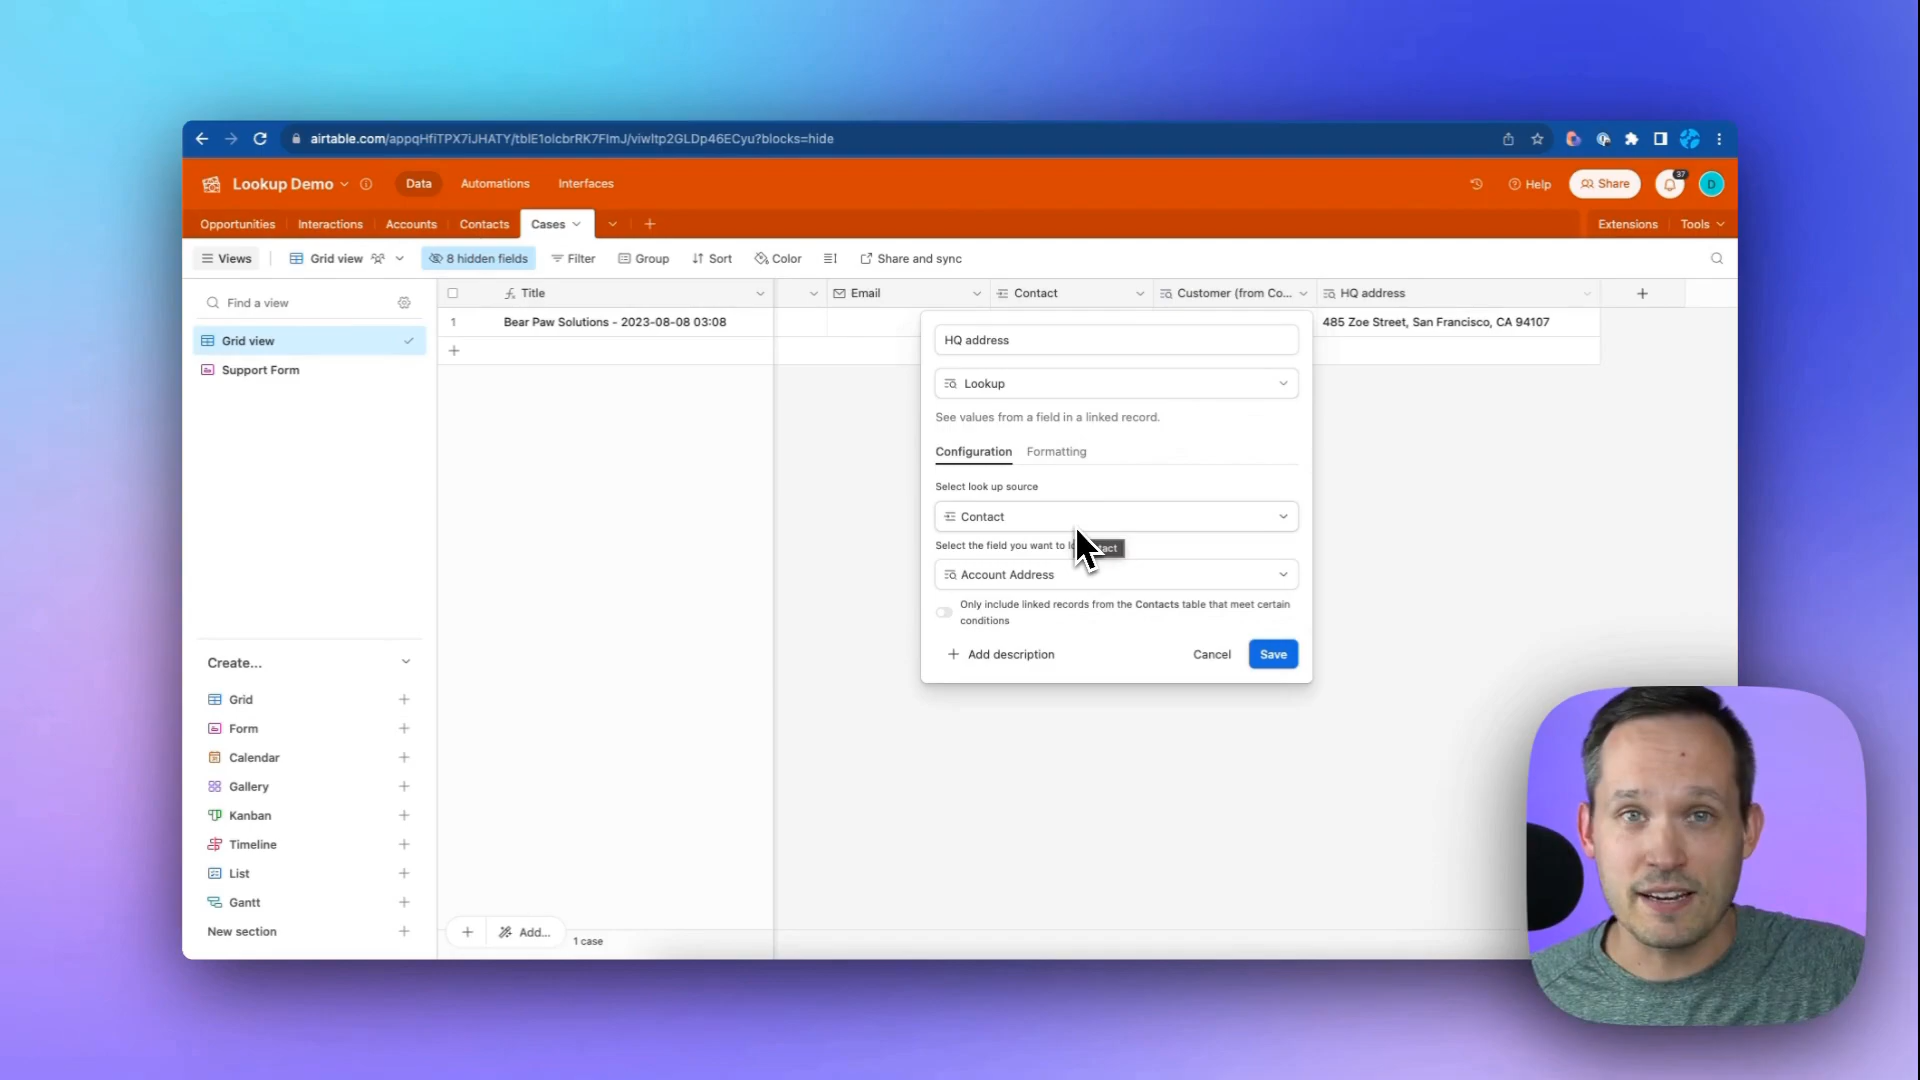 airtable.com/appqHfiTPX7iJHATY/tblE1olcbrRK7FlmJ/viwltp2GLDp46ECyu?blocks=hide
Lookup Demo
Data
Automations
Interfaces
Help
Share
37
D
Opportunities
Interactions
Accounts
Contacts
Cases
Extensions
Tools
Views
Grid view
8 hidden fields
Filter
Group
Sort
Color
Share and sync
Find a view
Grid view
Support Form
Title
Email
Contact
Customer (from Co...
HQ address
1
Bear Paw Solutions - 2023-08-08 03:08
485 Zoe Street, San Francisco, CA 94107
HQ address
Lookup
See values from a field in a linked record.
Configuration
Formatting
Select look up source
Contact
Select the field you want to
Account Address
Only include linked records from the Contacts table that meet certain
conditions
Add description
Cancel
Save
Create...
Grid
Form
Calendar
Gallery
Kanban
Timeline
List
Gantt
New section
Add...
1 case